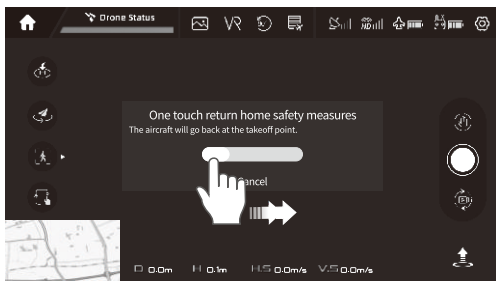 Drone Status
VR
HD
One touch return home safety measures
The aircraft will go back at the takeoff point.
Cancel
D 0.0m H 0.1m H.S 0.0m/s V.S 0.0m/s